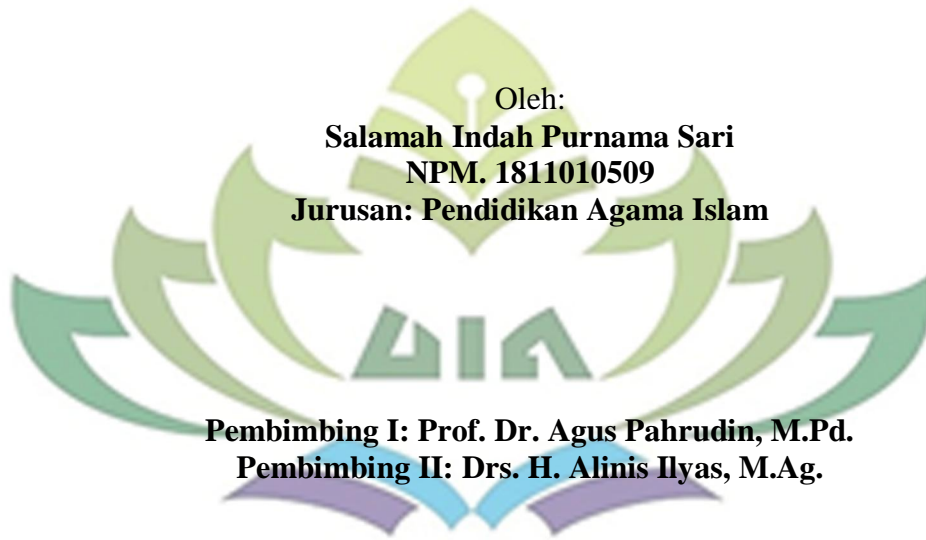 Oleh:
Salamah Indah Purnama Sari
NPM. 1811010509
Jurusan: Pendidikan Agama Islam
UIN
Pembimbing I: Prof. Dr. Agus Pahrudin, M.Pd.
Pembimbing II: Drs. H. Alinis Ilyas, M.Ag.